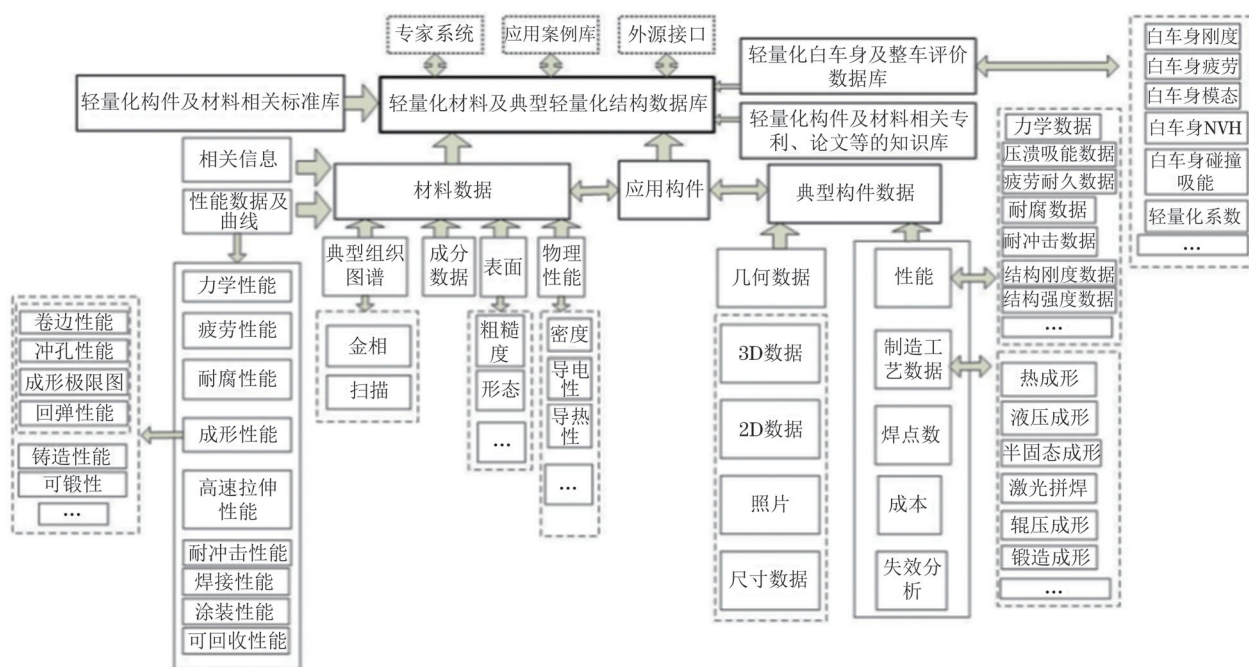 专家系统
应用案例库
外源接口
轻量化构件及材料相关标准库
轻量化材料及典型轻量化结构数据库
轻量化白车身及整车评价
数据库
轻量化构件及材料相关专
利、论文等的知识库
白车身刚度
白车身疲劳
白车身模态
白车身NVH
白车身碰撞
吸能
轻量化系数
...
相关信息
性能数据及
曲线
材料数据
应用构件
典型构件数据
力学数据
压溃吸能数据
疲劳耐久数据
耐腐数据
耐冲击数据
结构刚度数据
结构强度数据
...
典型组织
图谱
成分
数据
表面
物理
性能
几何数据
性能
力学性能
疲劳性能
耐腐性能
成形性能
高速拉伸
性能
耐冲击性能
焊接性能
涂装性能
可回收性能
卷边性能
冲孔性能
成形极限图
回弹性能
铸造性能
可锻性
...
金相
扫描
粗糙
度
形态
...
密度
导电
性
导热
性
...
3D数据
2D数据
照片
尺寸数据
制造工
艺数据
焊点数
成本
失效分
析
热成形
液压成形
半固态成形
激光拼焊
辊压成形
锻造成形
...